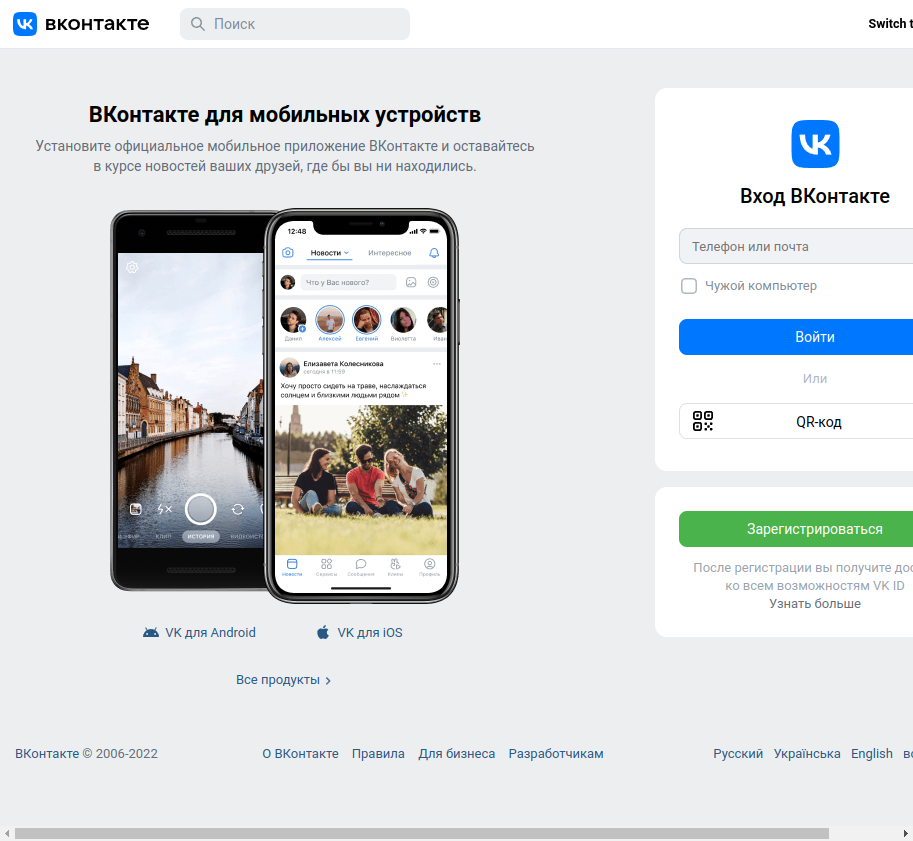 вконтакте
Поиск
Switch t
ВКонтакте для мобильных устройств
Установите официальное мобильное приложение ВКонтакте и оставайтесь
в курсе новостей ваших друзей, где бы вы ни находились.
12:48
Новости
Интересное
Что у Вас нового?
Данил
Алексей
Евгений
Виолетта
Иван
Елизавета Колесникова
сегодня в 11:59
Хочу просто сидеть на траве, наслаждаться
солнцем и близкими людьми рядом
КЛИП
ИСТОРИЯ
Новости
Сервисы
Сообщения
Клипы
Профиль
VK для Android
VK для iOS
Все продукты
VK
Вход ВКонтакте
Телефон или почта
Чужой компьютер
Войти
Или
QR-код
Зарегистрироваться
После регистрации вы получите дос
ко всем возможностям VK ID
Узнать больше
ВКонтакте © 2006-2022
О ВКонтакте Правила Для бизнеса Разработчикам
Русский Українська English вс